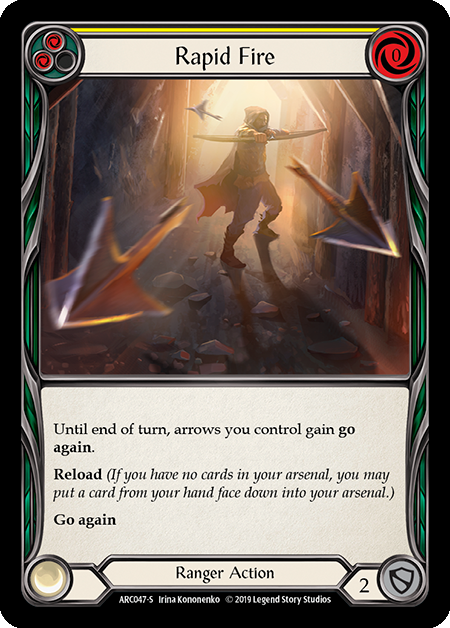 Rapid Fire
0
Until end of turn, arrows you control gain go
again.
Reload (If you have no cards in your arsenal, you may
put a card from your hand face down into your arsenal.)
Go again
Ranger Action
2
ARC047-S Irina Kononenko © 2019 Legend Story Studios